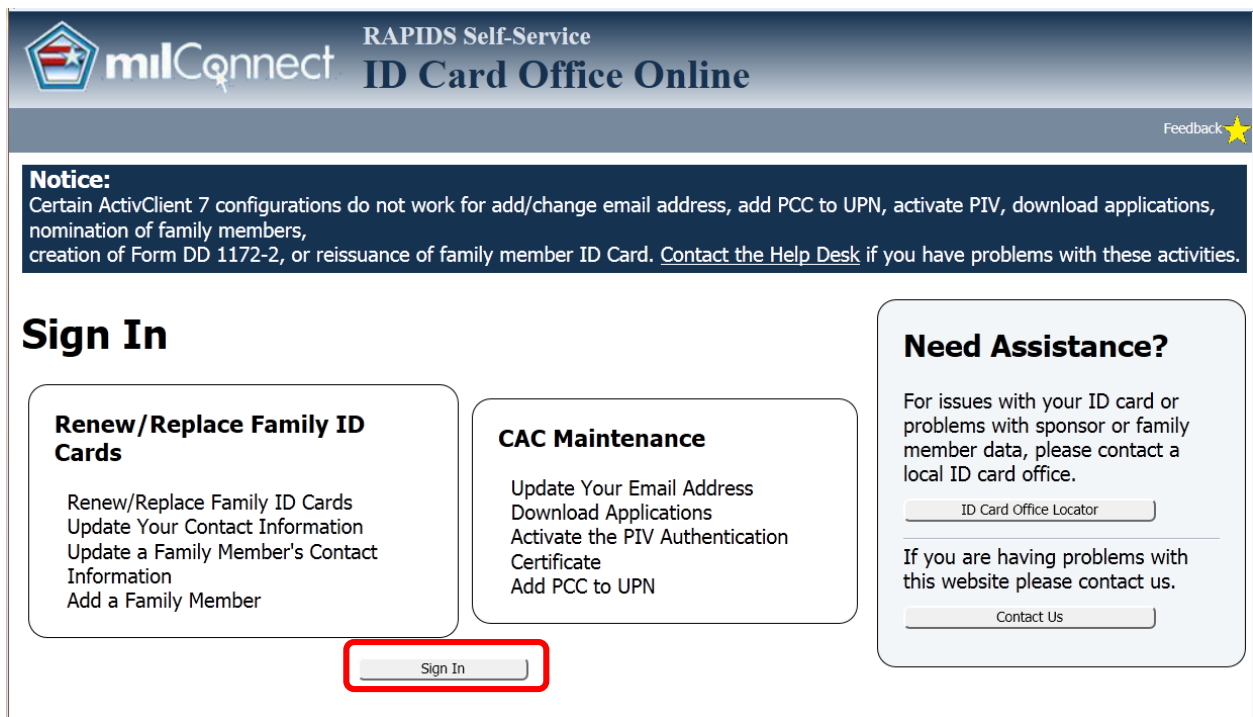 milConnect
RAPIDS Self-Service
ID Card Office Online
Feedback
Notice:
Certain ActivClient 7 configurations do not work for add/change email address, add PCC to UPN, activate PIV, download applications,
nomination of family members,
creation of Form DD 1172-2, or reissuance of family member ID Card. Contact the Help Desk if you have problems with these activities.
Sign In
Renew/Replace Family ID
Cards
Renew/Replace Family ID Cards
Update Your Contact Information
Update a Family Member's Contact
Information
Add a Family Member
CAC Maintenance
Update Your Email Address
Download Applications
Activate the PIV Authentication
Certificate
Add PCC to UPN
Sign In
Need Assistance?
For issues with your ID card or
problems with sponsor or family
member data, please contact a
local ID card office.
ID Card Office Locator
If you are having problems with
this website please contact us.
Contact Us